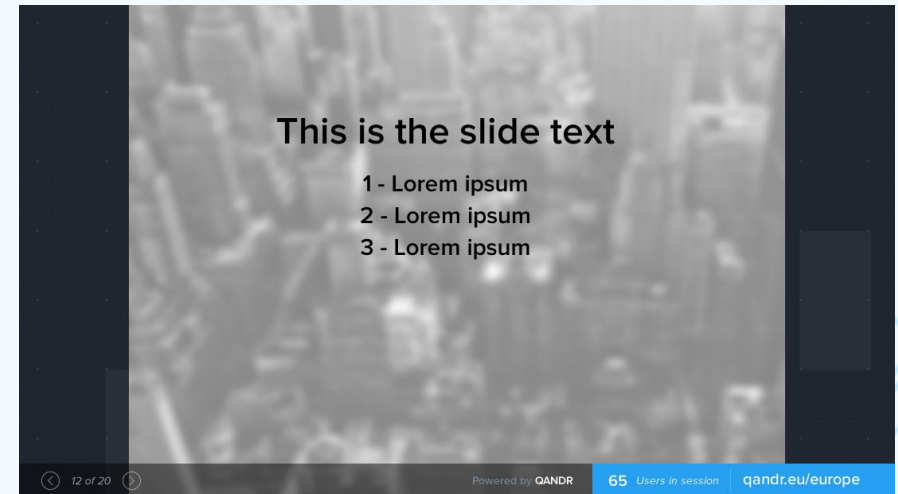 This is the slide text
1 - Lorem ipsum
2 - Lorem ipsum
3 - Lorem ipsum
12 of 20
Powered by QANDR
65 Users in session
qandr.eu/europe